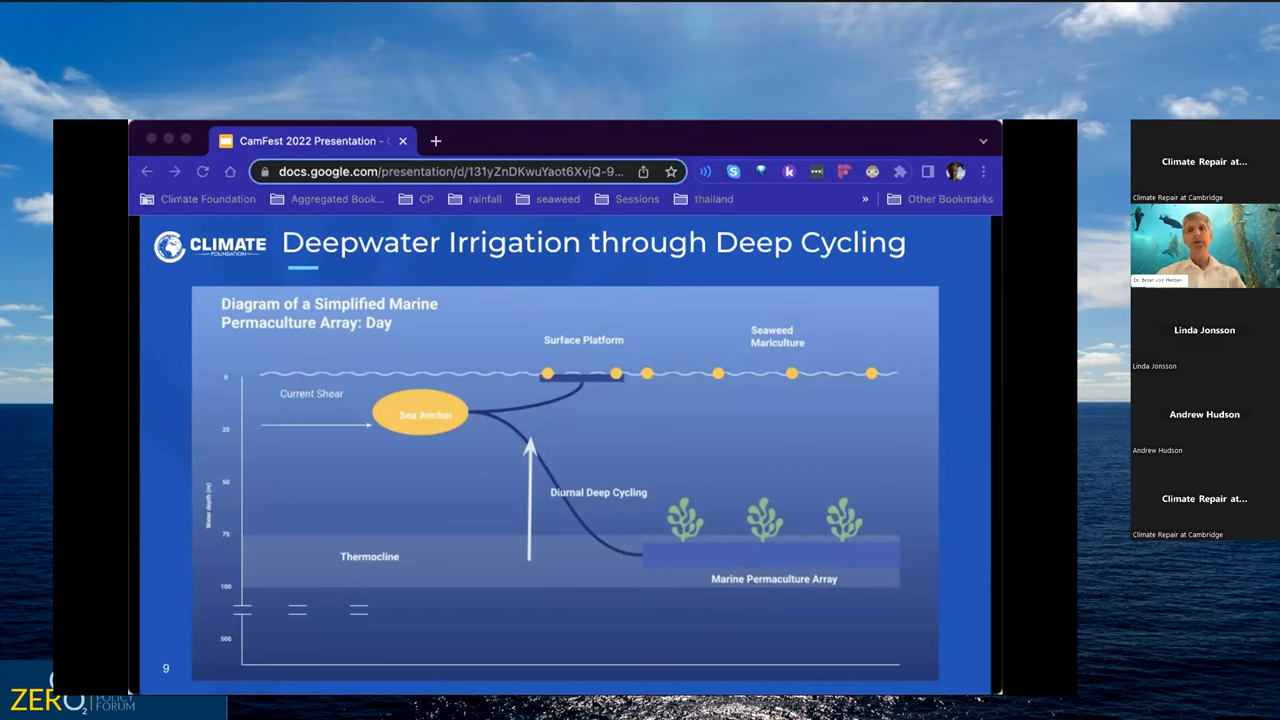 CamFest 2022 Presentation -
docs.google.com/presentation/d/131yZnDKwuYaot6XvjQ-9...
Climate Foundation
Aggregated Book...
CP
rainfall
seaweed
Sessions
thailand
»
Other Bookmarks
CLIMATE
FOUNDATION
Deepwater Irrigation through Deep Cycling
Diagram of a Simplified Marine
Permaculture Array: Day
Surface Platform
Seaweed
Mariculture
0
Current Shear
Sea Anchor
25
50
Water depth (m)
Diurnal Deep Cycling
75
Thermocline
Marine Permaculture Array
100
500
9
Climate Repair at...
Climate Repair at Cambridge
Linda Jonsson
Linda Jonsson
Andrew Hudson
Andrew Hudson
Climate Repair at...
Climate Repair at Cambridge
ZERO2
POLICY
FORUM